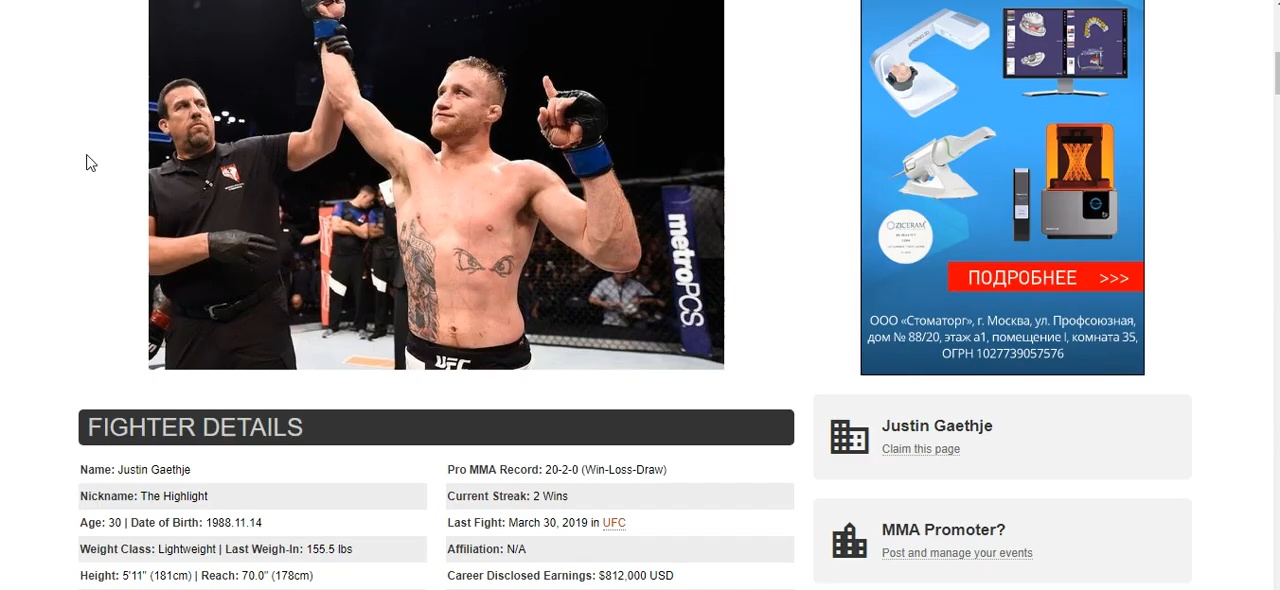 metroPCS.
UFC
ZICERAM
ПОДРОБНЕЕ >>>
ООО «Стоматорг», г. Москва, ул. Профсоюзная,
дом № 88/20, этаж а1, помещение I, комната 35,
ОГРН 1027739057576
FIGHTER DETAILS
Name: Justin Gaethje
Nickname: The Highlight
Age: 30 | Date of Birth: 1988.11.14
Weight Class: Lightweight | Last Weigh-In: 155.5 lbs
Height: 5'11" (181cm) | Reach: 70.0" (178cm)
Pro MMA Record: 20-2-0 (Win-Loss-Draw)
Current Streak: 2 Wins
Last Fight: March 30, 2019 in UFC
Affiliation: N/A
Career Disclosed Earnings: $812,000 USD
Justin Gaethje
Claim this page
MMA Promoter?
Post and manage your events